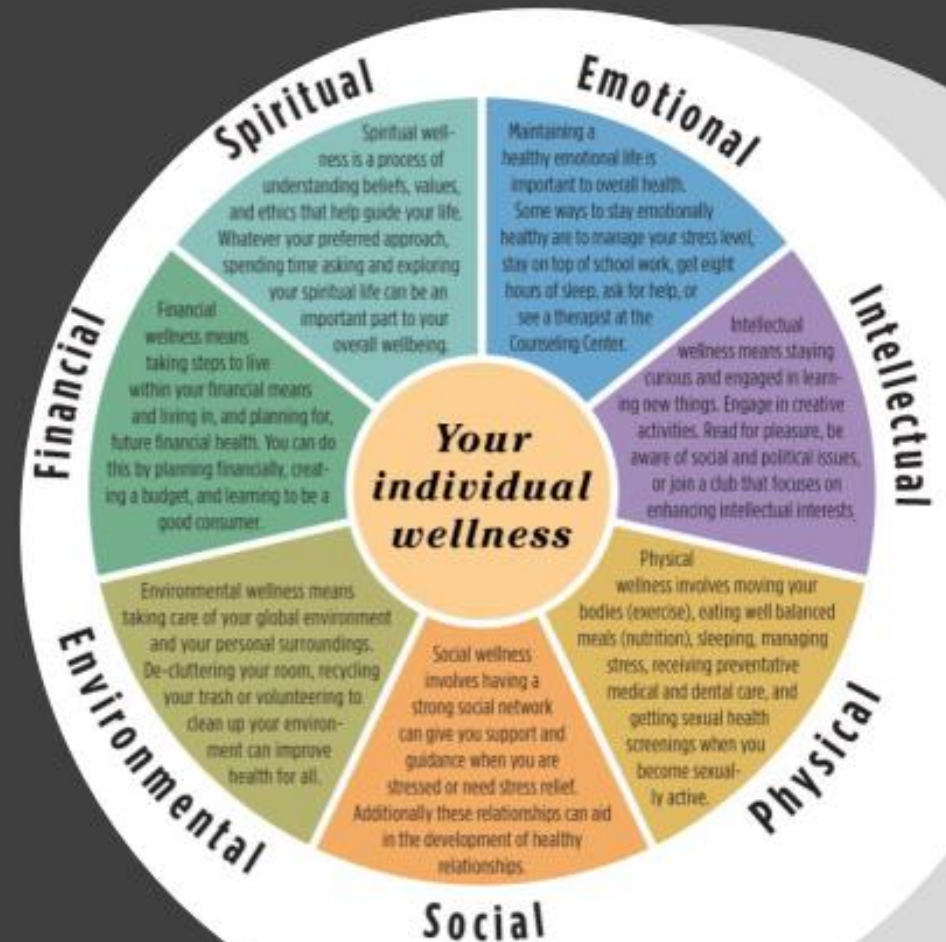 Spiritual
Spiritual well-
ness is a process of
understanding beliefs, values,
and ethics that help guide your life.
Whatever your preferred approach,
spending time asking and exploring
your spiritual life can be an
important part to your
overall wellbeing.
Emotional
Maintaining a
healthy emotional life is
important to overall health.
Some ways to stay emotionally
healthy are to manage your stress level,
stay on top of school work, get eight
hours of sleep, ask for help, or
see a therapist at the
Counseling Center.
Intellectual
Intellectual
wellness means staying
curious and engaged in learn-
ing new things. Engage in creative
activities. Read for pleasure, be
aware of social and political issues,
or join a club that focuses on
enhancing intellectual interests.
Physical
Physical
wellness involves moving your
bodies (exercise), eating well balanced
meals (nutrition), sleeping, managing
stress, receiving preventative
medical and dental care, and
getting sexual health
screenings when you
become sexual-
ly active.
Social
Social wellness
involves having a
strong social network
can give you support and
guidance when you are
stressed or need stress relief.
Additionally these relationships can aid
in the development of healthy
relationships.
Environmental
Environmental wellness means
taking care of your global environment
and your personal surroundings.
De-cluttering your room, recycling
your trash or volunteering to
clean up your environ-
ment can improve
health for all.
Financial
Financial
wellness means
taking steps to live
within your financial means
and living in, and planning for,
future financial health. You can do
this by planning financially, creat-
ing a budget, and learning to be a
good consumer.
Your
individual
wellness